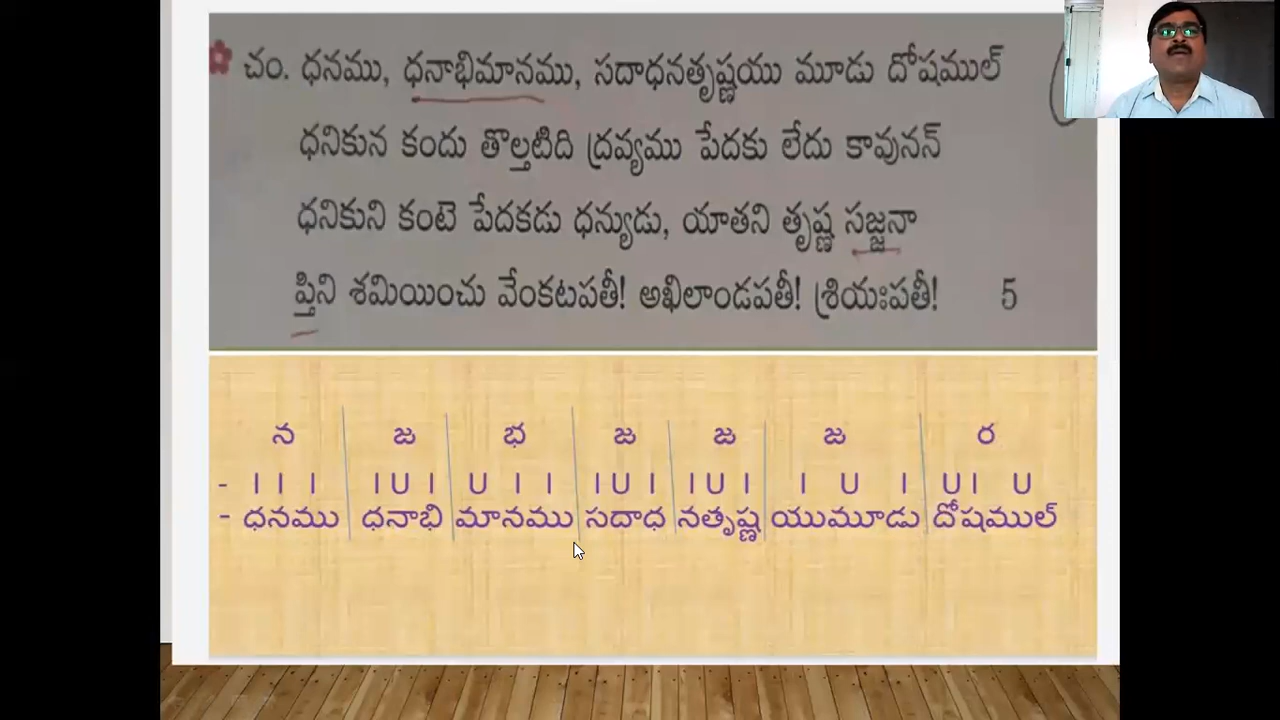 చం. ధనము, ధనాభిమానము, సదాధనతృష్ణయు మూడు దోషముల్
ధనికున కందు తొల్తటిది ద్రవ్యము పేదకు లేదు కావునన్
ధనికుని కంటె పేదకడు ధన్యుడు, యాతని తృష్ణ సజ్జనా
ప్తిని శమియించు వేంకటపతీ! అఖిలాండపతీ! శ్రియఃపతీ! 5
న జ భ జ జ జ ర
- I I I I U I U I I I U I I U I I U I U I U
- ధనము ధనాభి మానము సదాధ నతృష్ణ యుమూడు దోషముల్